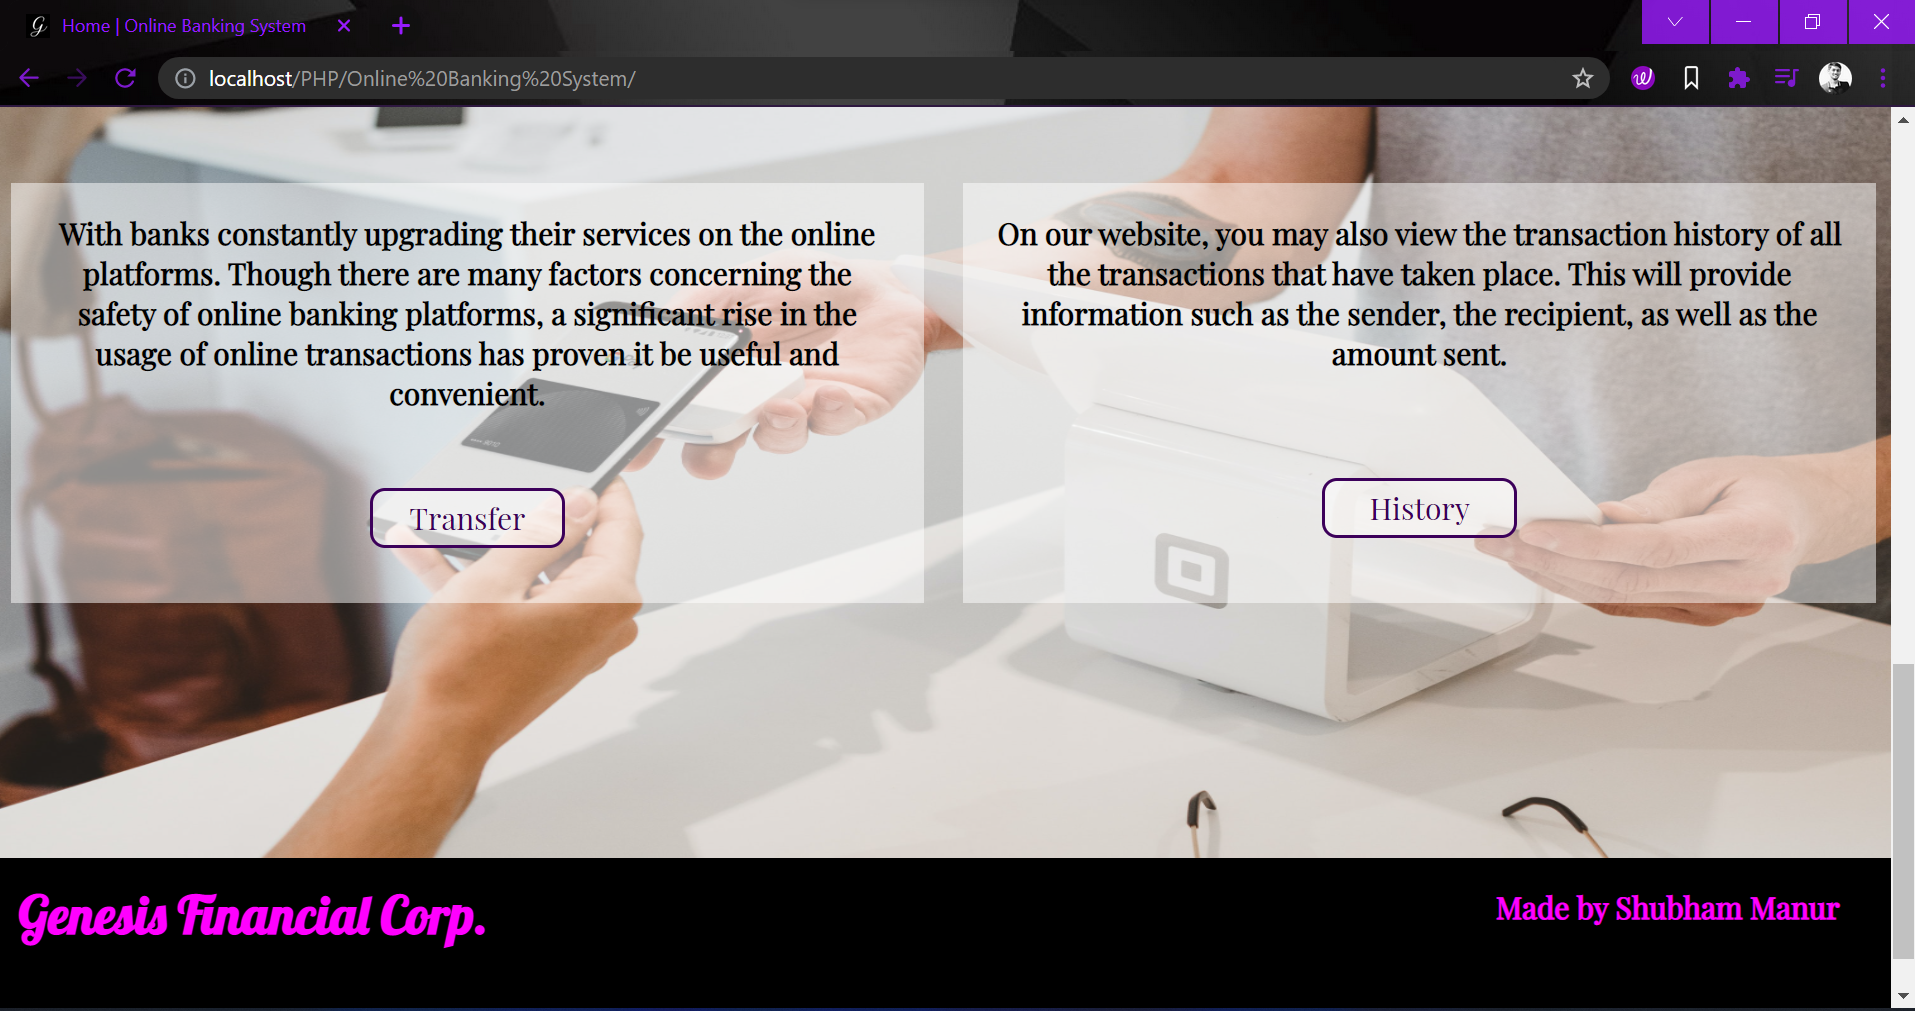 Home | Online Banking System
localhost/PHP/Online%20Banking%20System/
With banks constantly upgrading their services on the online
platforms. Though there are many factors concerning the
safety of online banking platforms, a significant rise in the
usage of online transactions has proven it be useful and
convenient.
Transfer
On our website, you may also view the transaction history of all
the transactions that have taken place. This will provide
information such as the sender, the recipient, as well as the
amount sent.
History
Genesis Financial Corp.
Made by Shubham Manur